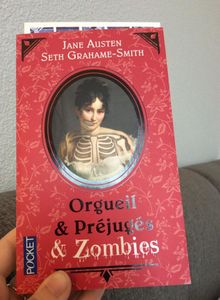 JANE AUSTEN
SETH GRAHAME-SMITH
Orgueil
& Préjugés
& Zombies
POCKET